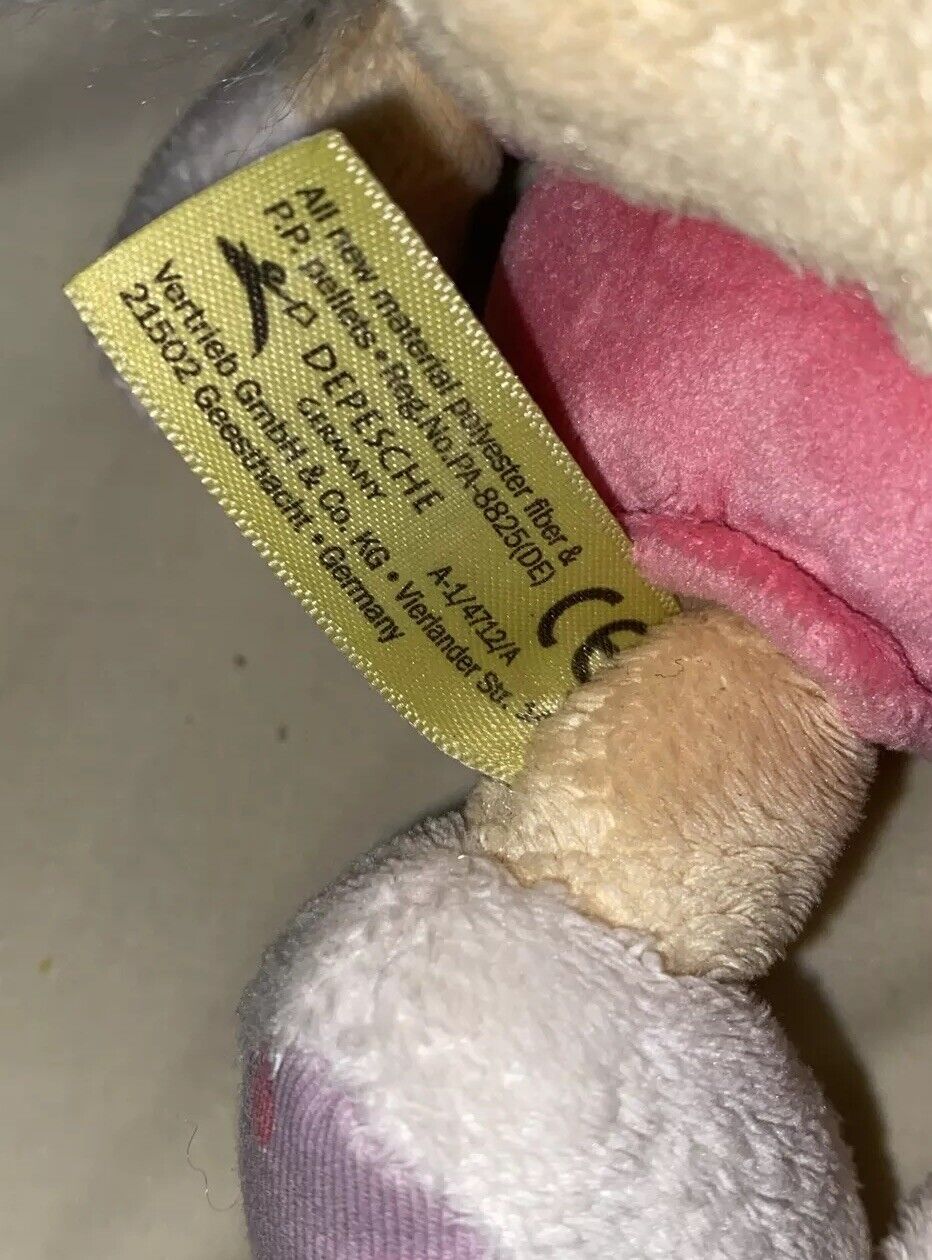 All new material polyester fiber &
P.P. pellets • Reg.No.PA-8825(DE)
DEPESCHE
GERMANY
CE
A-1/4712/A
Vertrieb GmbH & Co. KG • Vierlander Str.
21502 Geesthacht • Germany